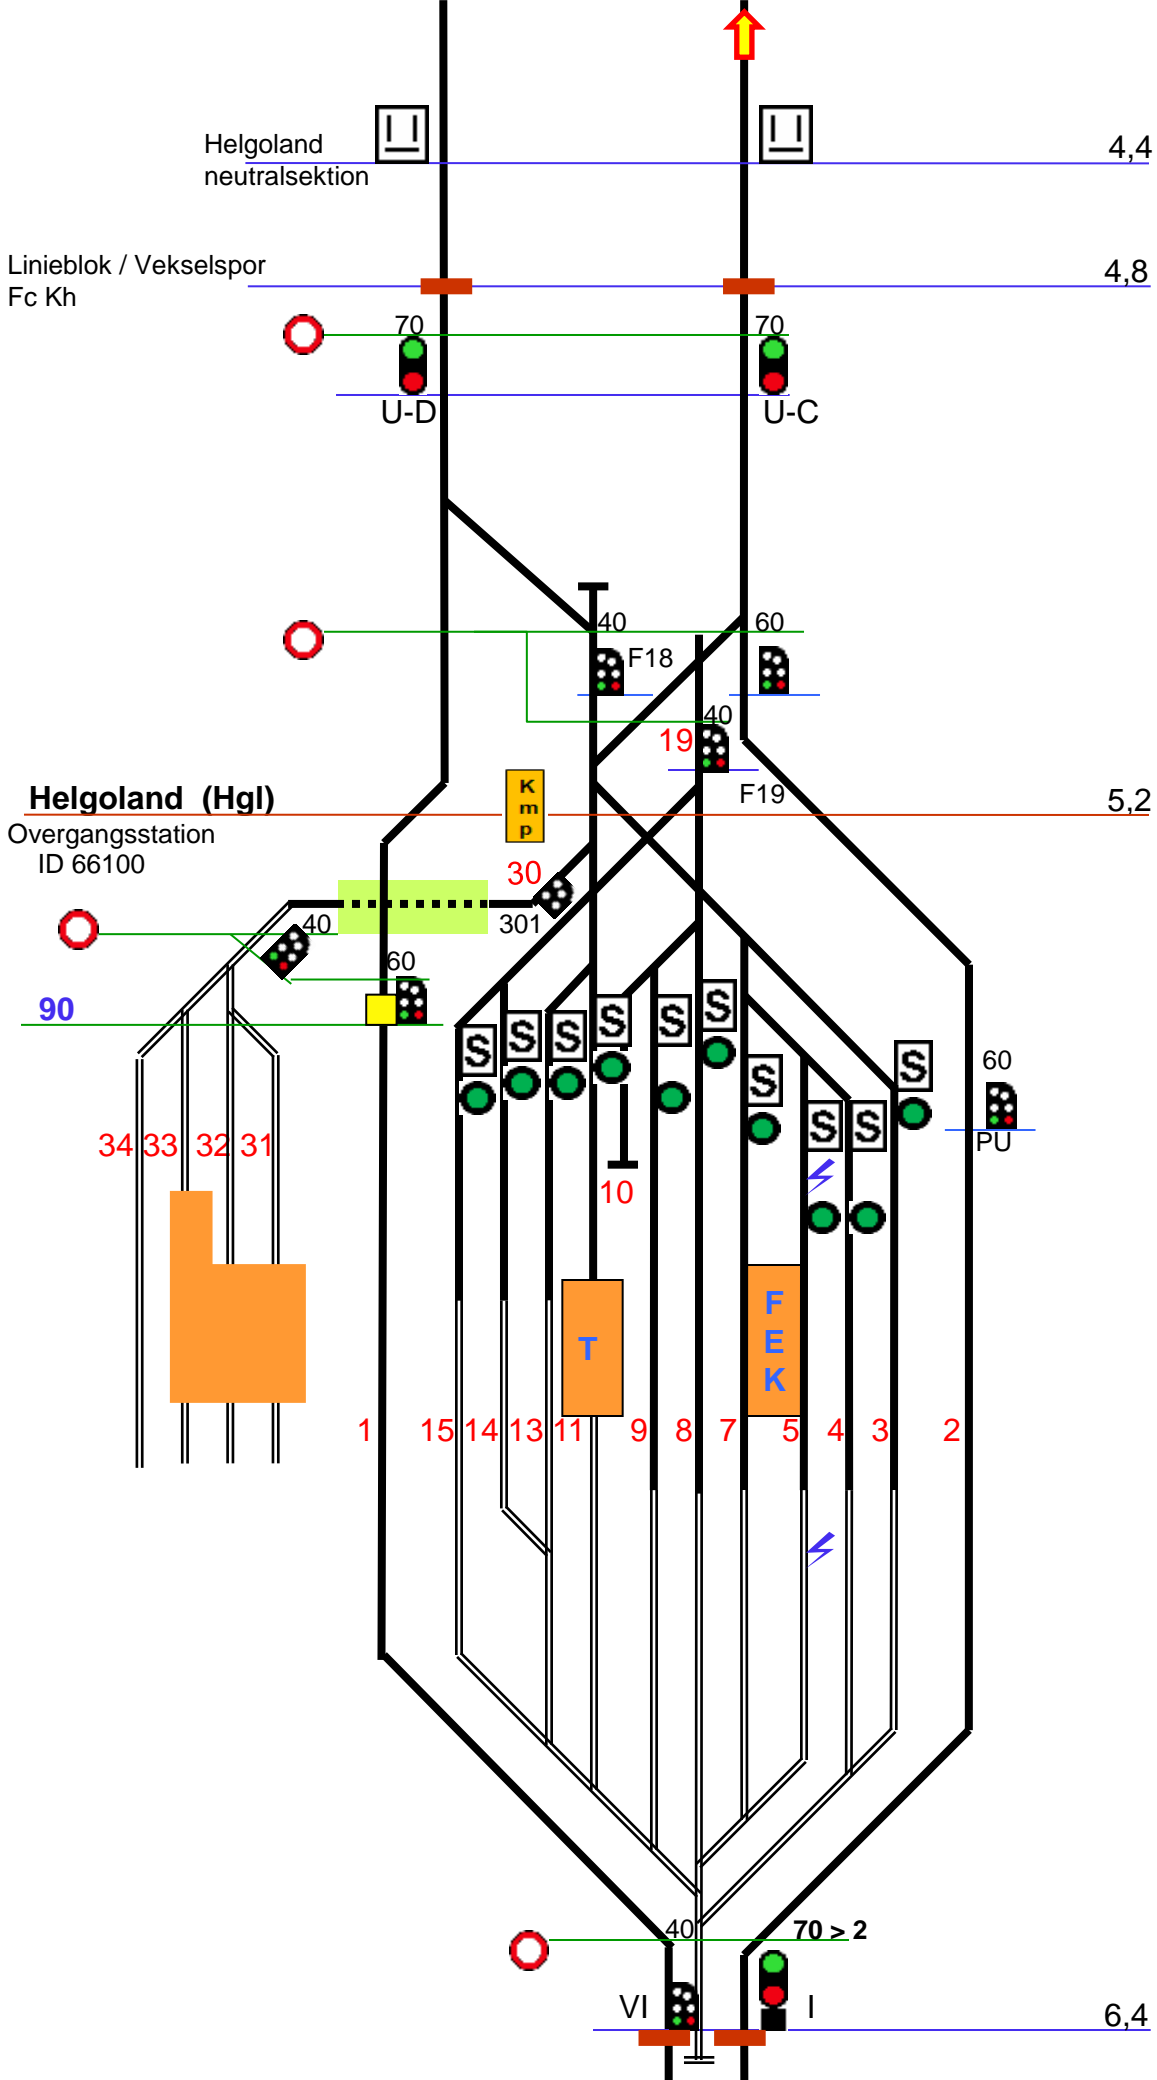 Helgoland
neutralsektion
4,4
Linieblok / Vekselspor
Fc Kh
4,8
70
70
U-D
U-C
40
60
F18
40
19
F19
Helgoland (Hgl)
K
m
p
5,2
Overgangsstation
ID 66100
30
40
301
60
90
S
S
S
S
S
S
S
S
S
S
60
PU
34
33
32
31
10
F
E
K
T
1
15
14
13
11
9
8
7
5
4
3
2
40
70 > 2
VI
I
6,4